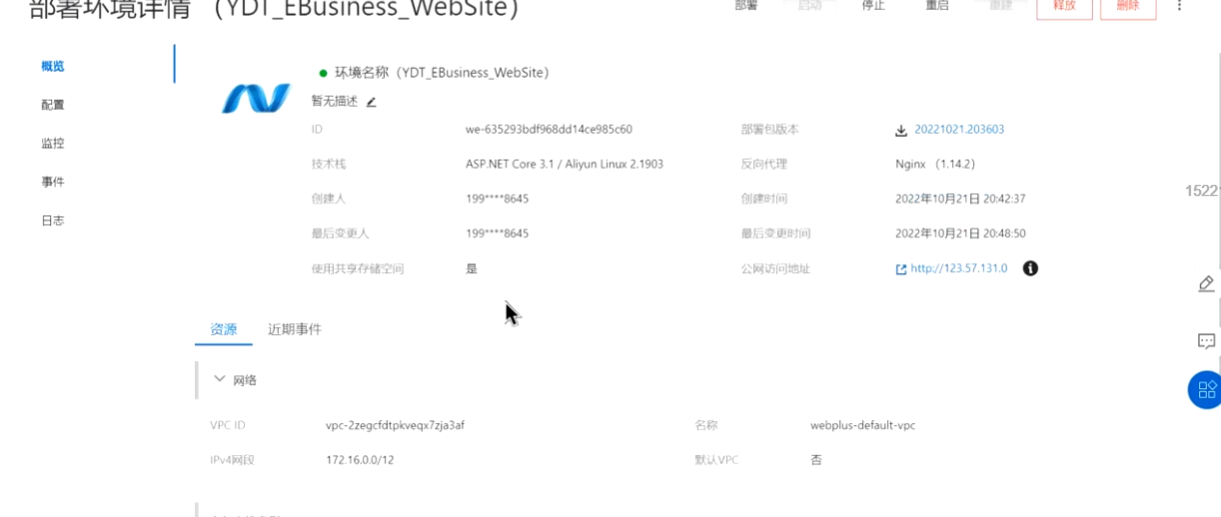 部署环境详情 （YDT_EBusiness_WebSite）
部署 启动 停止 重启 重建 释放 删除
概览
配置
监控
事件
日志
环境名称（YDT_EBusiness_WebSite）
暂无描述
ID we-635293bdf968dd14ce985c60 部署包版本 20221021.203603
技术栈 ASP.NET Core 3.1 / Aliyun Linux 2.1903 反向代理 Nginx （1.14.2）
创建人 199****8645 创建时间 2022年10月21日 20:42:37
最后变更人 199****8645 最后变更时间 2022年10月21日 20:48:50
使用共享存储空间 是 公网访问地址 http://123.57.131.0
1522
资源 近期事件
网络
VPC ID vpc-2zegcfdtpkveqx7zja3af 名称 webplus-default-vpc
IPv4网段 172.16.0.0/12 默认VPC 否